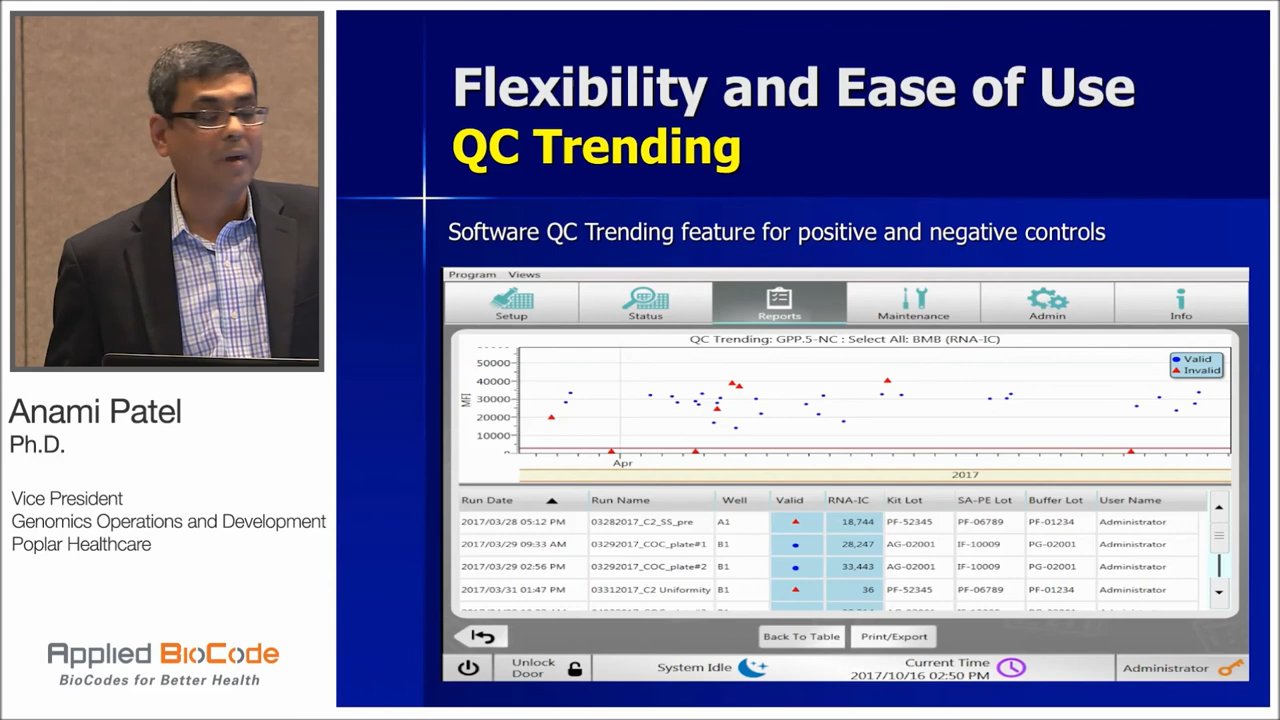 Flexibility and Ease of Use
QC Trending
Software QC Trending feature for positive and negative controls
Program Views
Setup
Status
Reports
Maintenance
Admin
Info
QC Trending: GPP.5-NC : Select All: BMB (RNA-IC)
MFI
50000
40000
30000
20000
10000
Valid
Invalid
Apr
2017
Run Date Run Name Well Valid RNA-IC Kit Lot SA-PE Lot Buffer Lot User Name
2017/03/28 05:12 PM 03282017_C2_SS_pre A1 18,744 PF-52345 PF-06789 PF-01234 Administrator
2017/03/29 09:33 AM 03292017_COC_plate#1 B1 28,247 AG-02001 IF-10009 PG-02001 Administrator
2017/03/29 02:56 PM 03292017_COC_plate#2 B1 33,443 AG-02001 IF-10009 PG-02001 Administrator
2017/03/31 01:47 PM 03312017_C2 Uniformity B1 36 PF-52345 PF-06789 PF-01234 Administrator
Back To Table
Print/Export
Unlock
Door
System Idle
Current Time
2017/10/16 02:50 PM
Administrator
Anami Patel
Ph.D.
Vice President
Genomics Operations and Development
Poplar Healthcare
Applied BioCode
BioCodes for Better Health